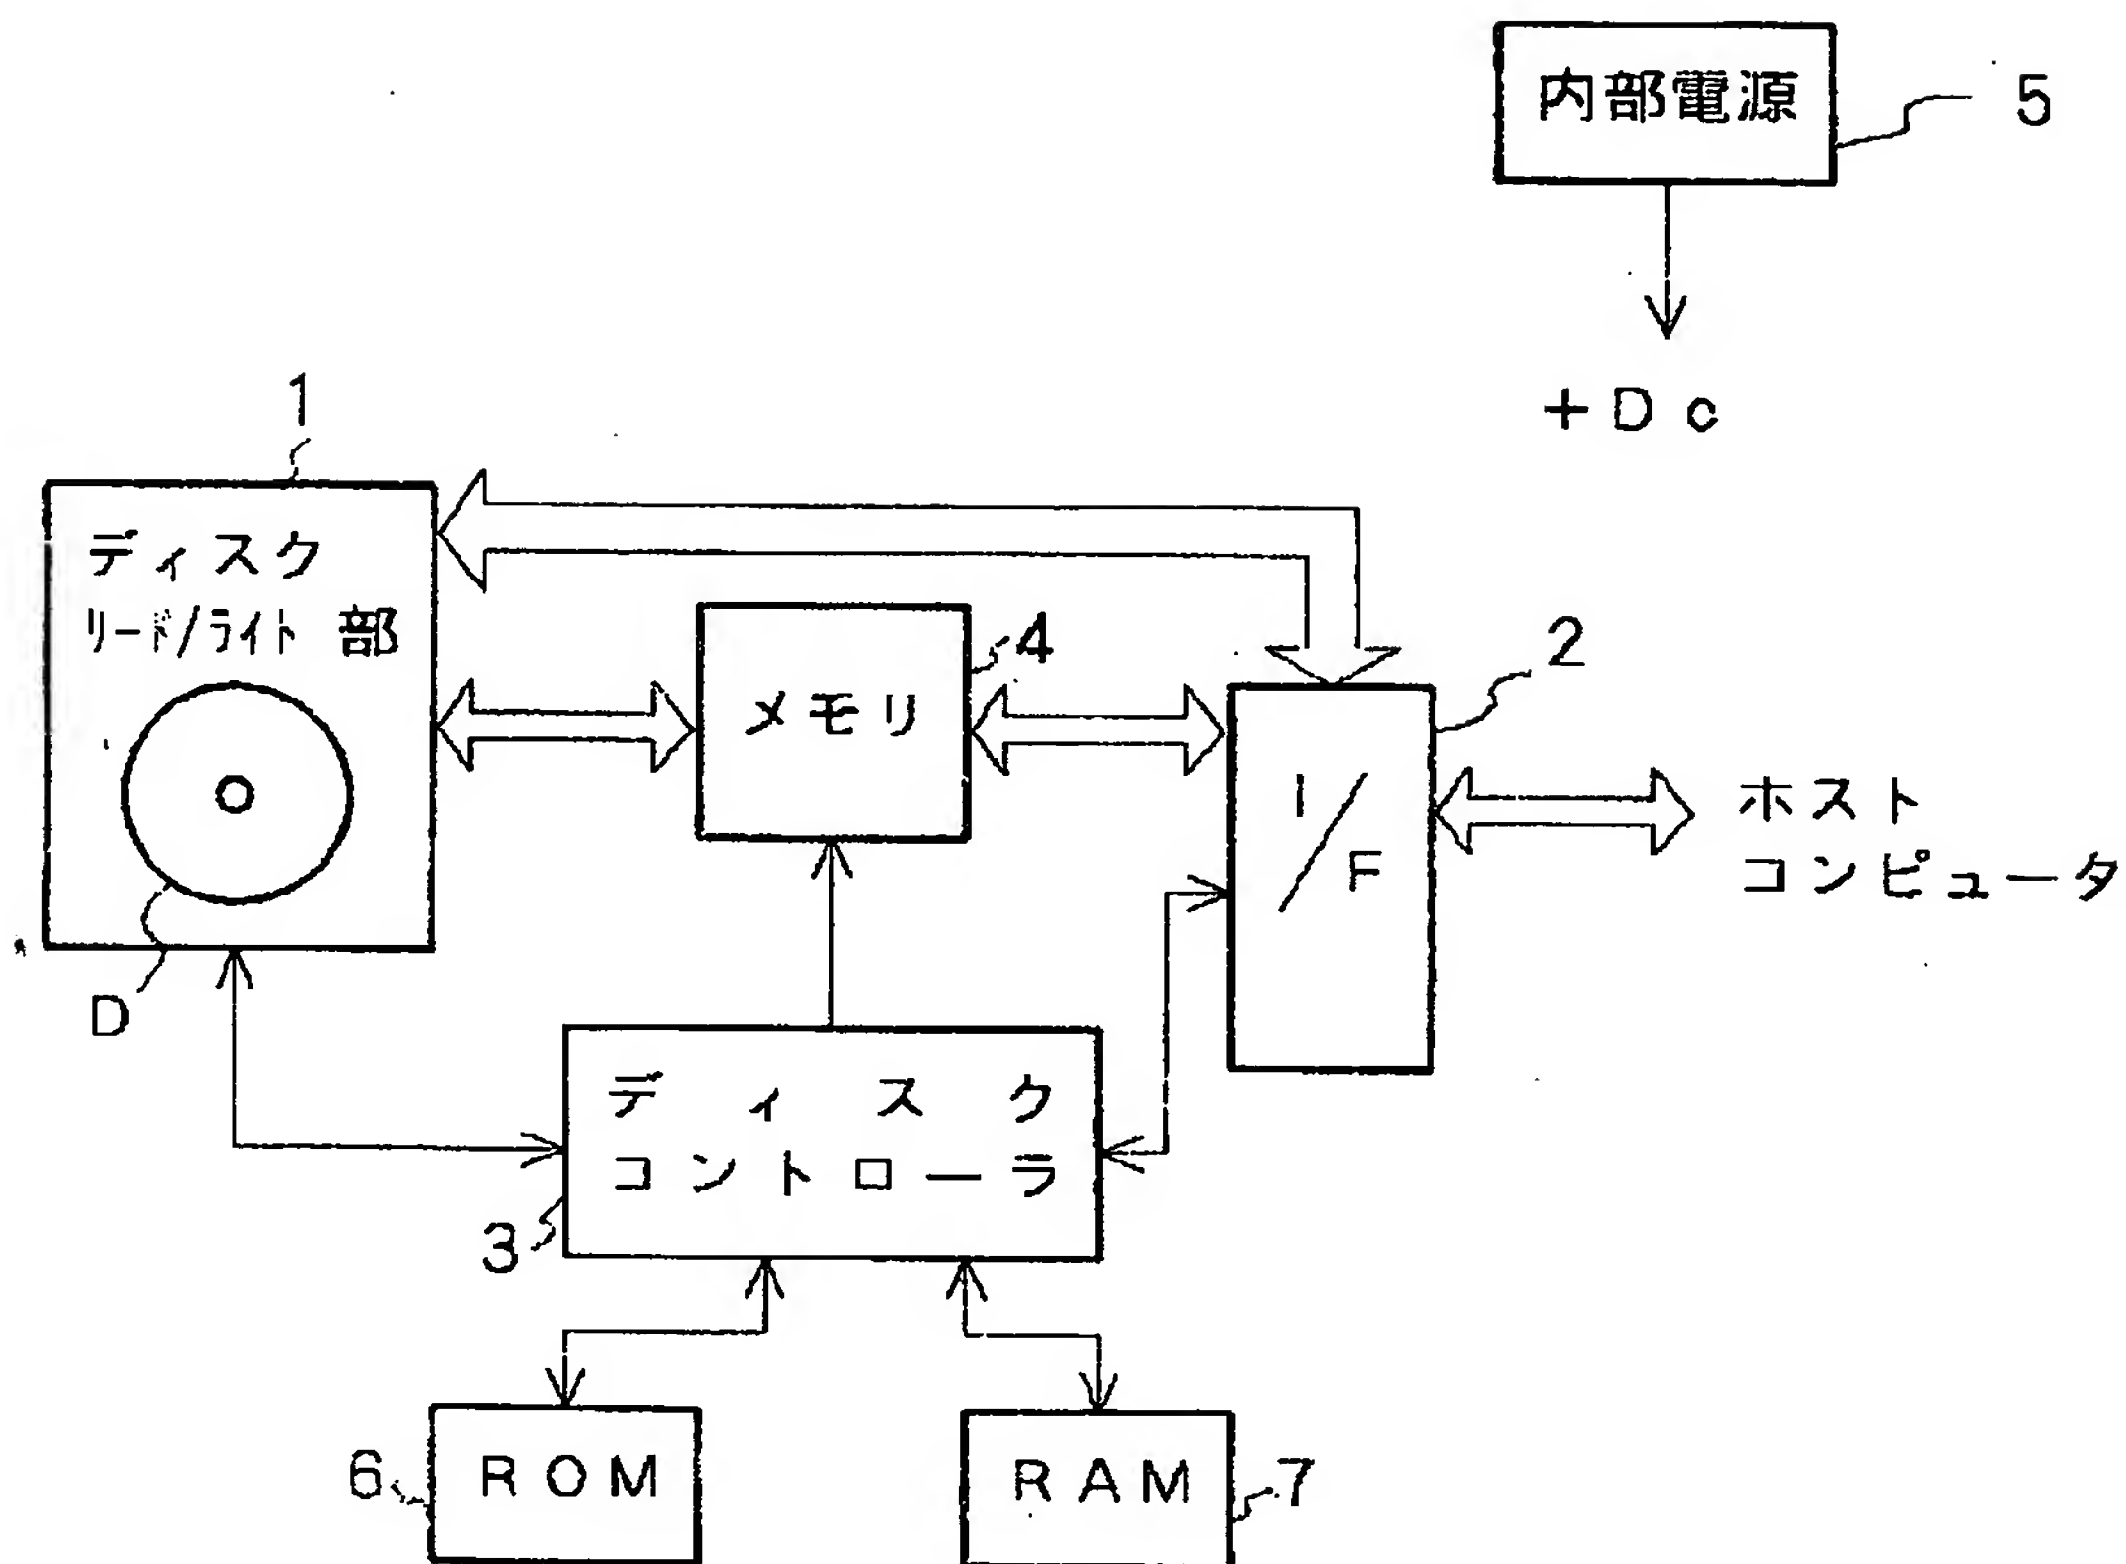 内部電源
5
+Dc
1
ディスク
リード/ライト部
4
メモリ
2
I/F
ホスト
コンピュータ
D
ディスク
コントローラ
3
6
ROM
RAM
7